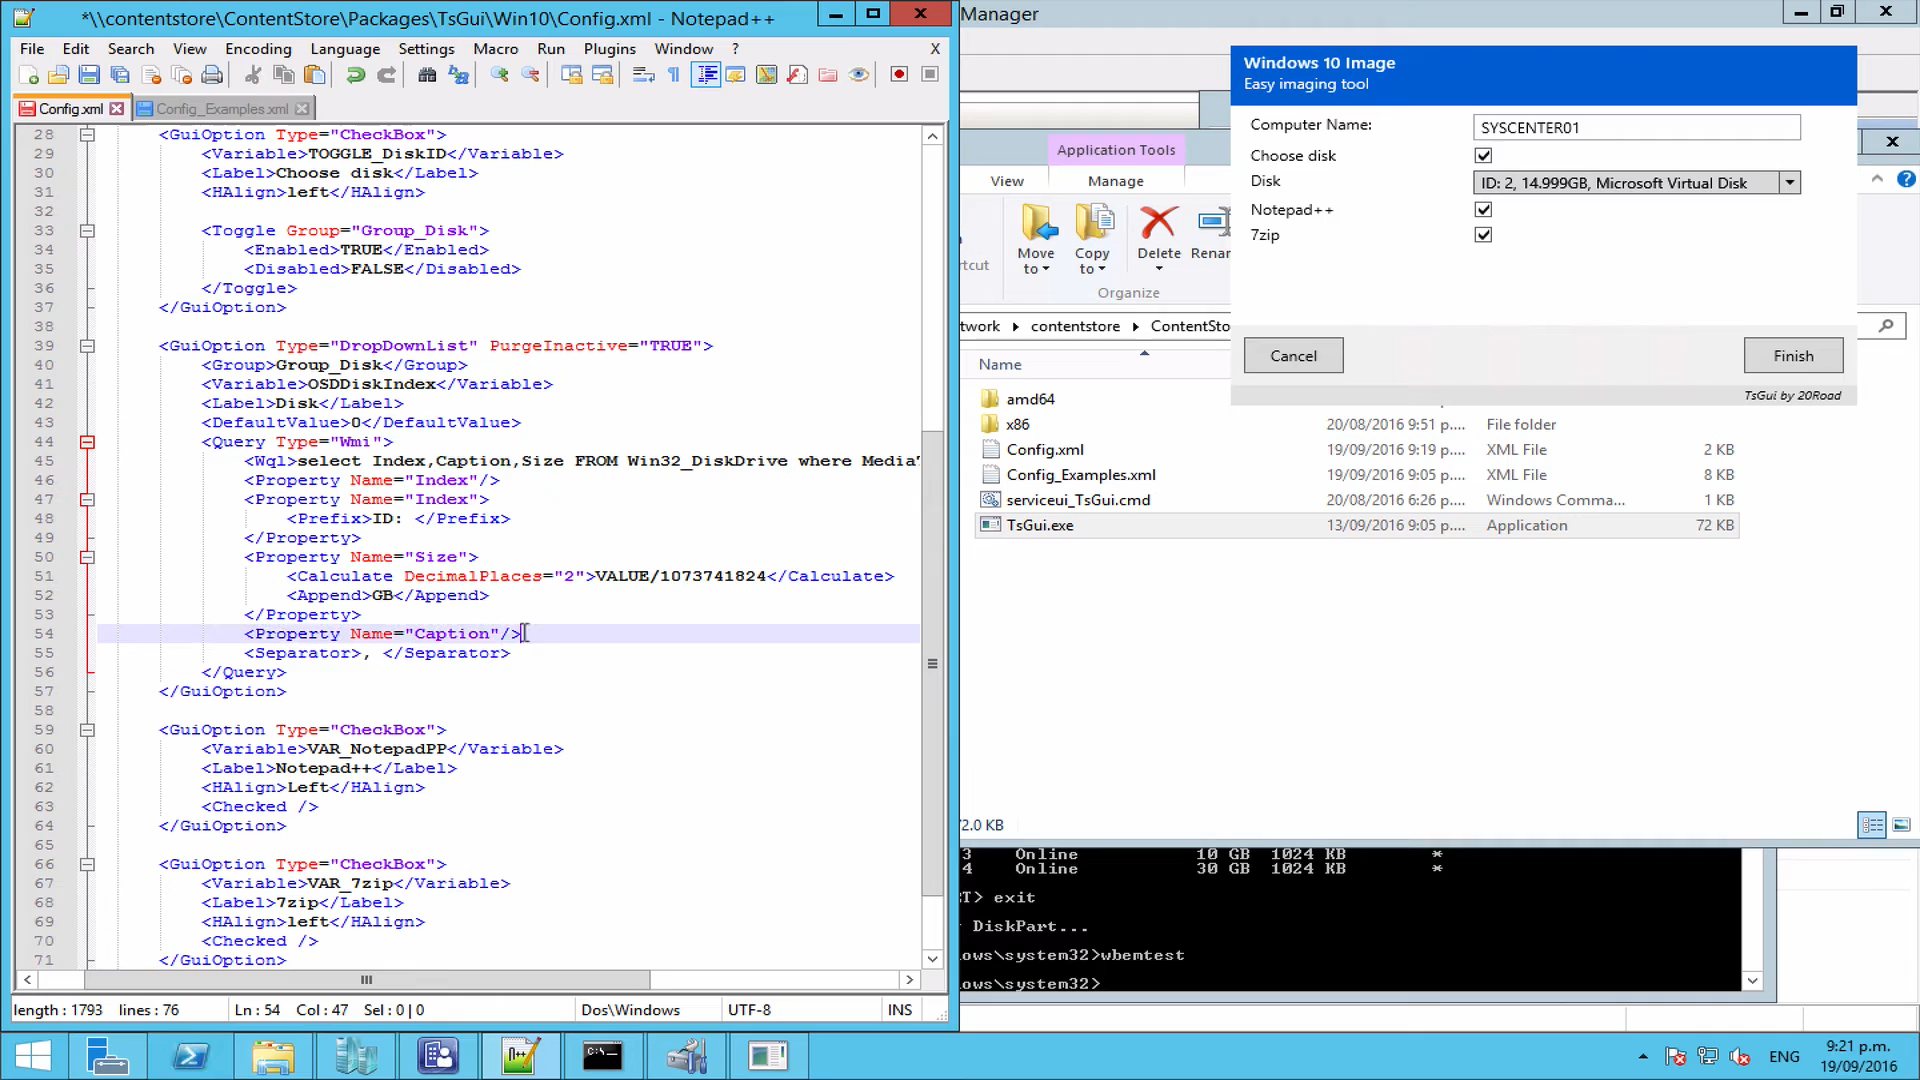 *\\contentstore\ContentStore\Packages\TsGui\Win10\Config.xml - Notepad++
File Edit Search View Encoding Language Settings Macro Run Plugins Window ? X
Config.xml Config_Examples.xml
28 <GuiOption Type="CheckBox">
29 <Variable>TOGGLE_DiskID</Variable>
30 <Label>Choose disk</Label>
31 <HAlign>left</HAlign>
32
33 <Toggle Group="Group_Disk">
34 <Enabled>TRUE</Enabled>
35 <Disabled>FALSE</Disabled>
36 </Toggle>
37 </GuiOption>
38
39 <GuiOption Type="DropDownList" PurgeInactive="TRUE">
40 <Group>Group_Disk</Group>
41 <Variable>OSDDiskIndex</Variable>
42 <Label>Disk</Label>
43 <DefaultValue>0</DefaultValue>
44 <Query Type="Wmi">
45 <Wql>select Index,Caption,Size FROM Win32_DiskDrive where Media
46 <Property Name="Index"/>
47 <Property Name="Index">
48 <Prefix>ID: </Prefix>
49 </Property>
50 <Property Name="Size">
51 <Calculate DecimalPlaces="2">VALUE/1073741824</Calculate>
52 <Append>GB</Append>
53 </Property>
54 <Property Name="Caption"/>
55 <Separator>, </Separator>
56 </Query>
57 </GuiOption>
58
59 <GuiOption Type="CheckBox">
60 <Variable>VAR_NotepadPP</Variable>
61 <Label>Notepad++</Label>
62 <HAlign>Left</HAlign>
63 <Checked />
64 </GuiOption>
65
66 <GuiOption Type="CheckBox">
67 <Variable>VAR_7zip</Variable>
68 <Label>7zip</Label>
69 <HAlign>left</HAlign>
70 <Checked />
71 </GuiOption>
length : 1793 lines : 76 Ln : 54 Col : 47 Sel : 0 | 0 Dos\Windows UTF-8 INS
Manager
Windows 10 Image
Easy imaging tool
Computer Name: SYSCENTER01
Choose disk
Disk ID: 2, 14.999GB, Microsoft Virtual Disk
Notepad++
7zip
Cancel Finish
TsGui by 20Road
Application Tools
View Manage
rtcut
Move to
Copy to
Delete
Renan
Organize
twork contentstore ContentSto
Name
amd64
x86 20/08/2016 9:51 p.... File folder
Config.xml 19/09/2016 9:19 p.... XML File 2 KB
Config_Examples.xml 19/09/2016 9:05 p.... XML File 8 KB
serviceui_TsGui.cmd 20/08/2016 6:26 p.... Windows Comma... 1 KB
TsGui.exe 13/09/2016 9:05 p.... Application 72 KB
72.0 KB
3 Online 10 GB 1024 KB *
4 Online 30 GB 1024 KB *
T> exit
DiskPart...
ows\system32>wbemtest
ows\system32>
ENG
9:21 p.m.
19/09/2016